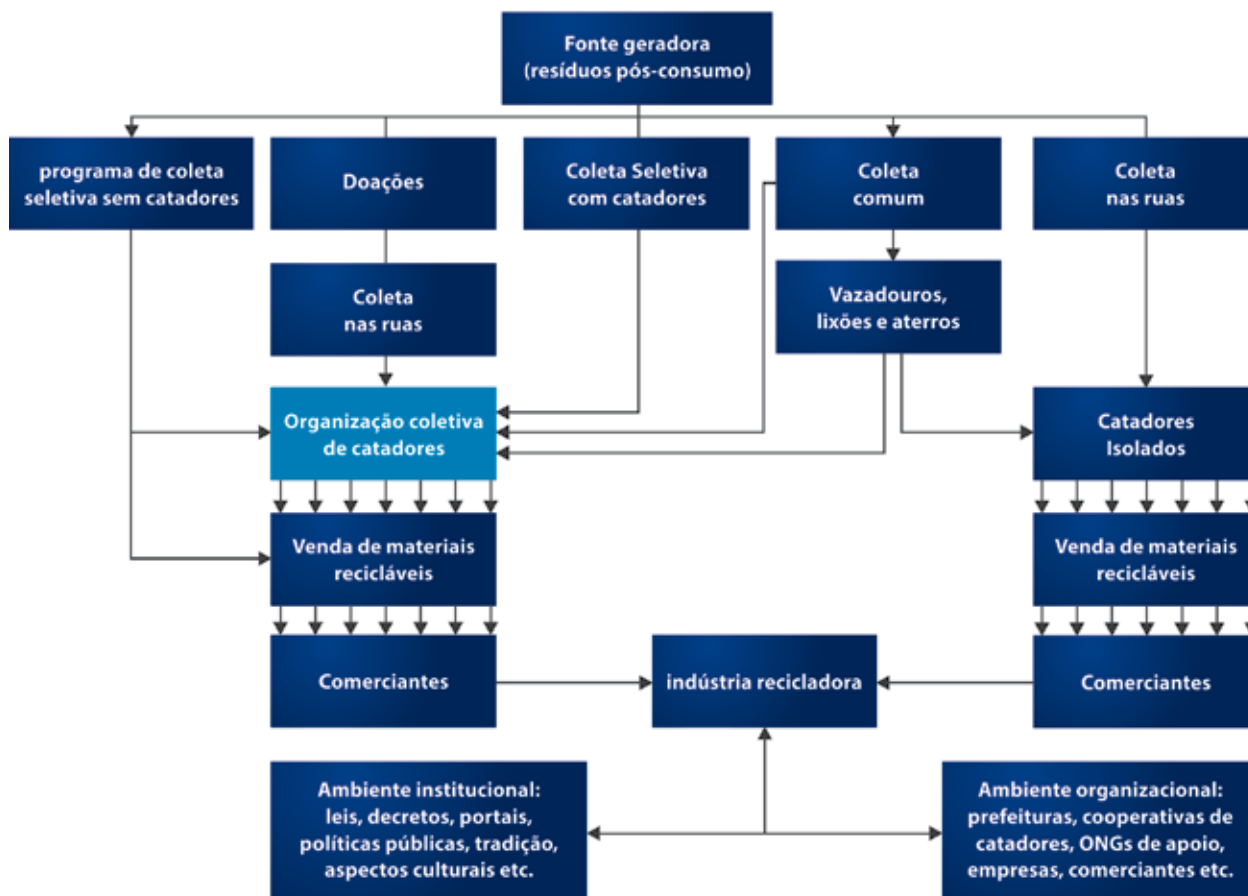 Fonte geradora
(resíduos pós-consumo)
programa de coleta
seletiva sem catadores
Doações
Coleta Seletiva
com catadores
Coleta
comum
Coleta
nas ruas
Coleta
nas ruas
Vazadouros,
lixões e aterros
Organização coletiva
de catadores
Catadores
Isolados
Venda de materiais
recicláveis
Venda de materiais
recicláveis
Comerciantes
indústria recicladora
Comerciantes
Ambiente institucional:
leis, decretos, portais,
políticas públicas, tradição,
aspectos culturais etc.
Ambiente organizacional:
prefeituras, cooperativas de
catadores, ONGs de apoio,
empresas, comerciantes etc.